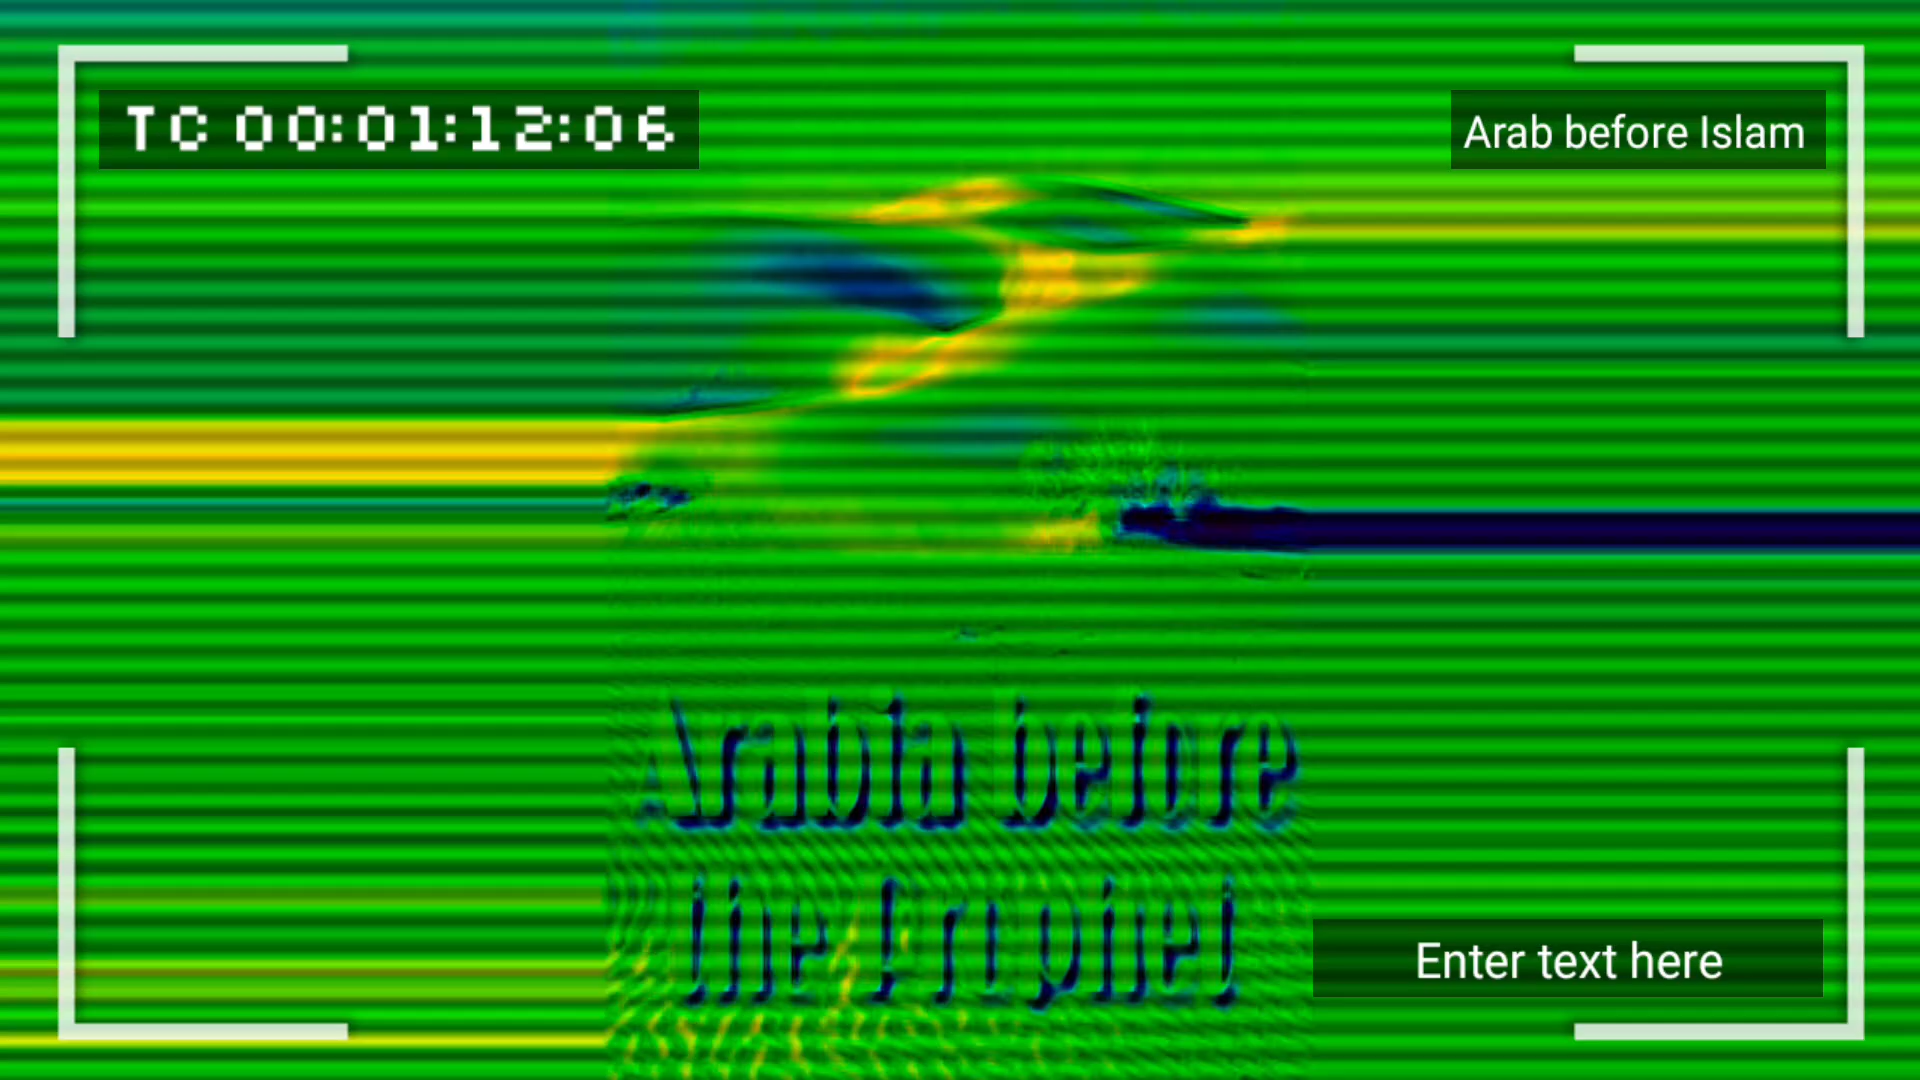 TC 00:01:12:06
Arab before Islam
Arabia before
the Prophet
Enter text here